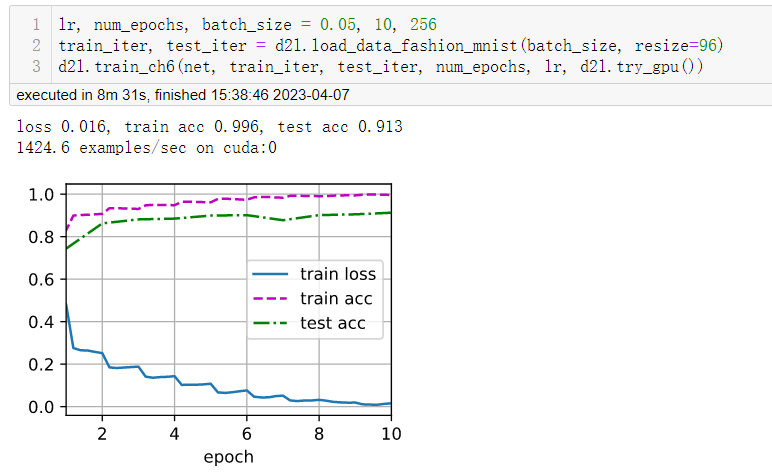 1 lr, num_epochs, batch_size = 0.05, 10, 256
2 train_iter, test_iter = d2l.load_data_fashion_mnist(batch_size, resize=96)
3 d2l.train_ch6(net, train_iter, test_iter, num_epochs, lr, d2l.try_gpu())
executed in 8m 31s, finished 15:38:46 2023-04-07
loss 0.016, train acc 0.996, test acc 0.913
1424.6 examples/sec on cuda:0
1.0
0.8
0.6
0.4
0.2
0.0
train loss
train acc
test acc
2 4 6 8 10
epoch